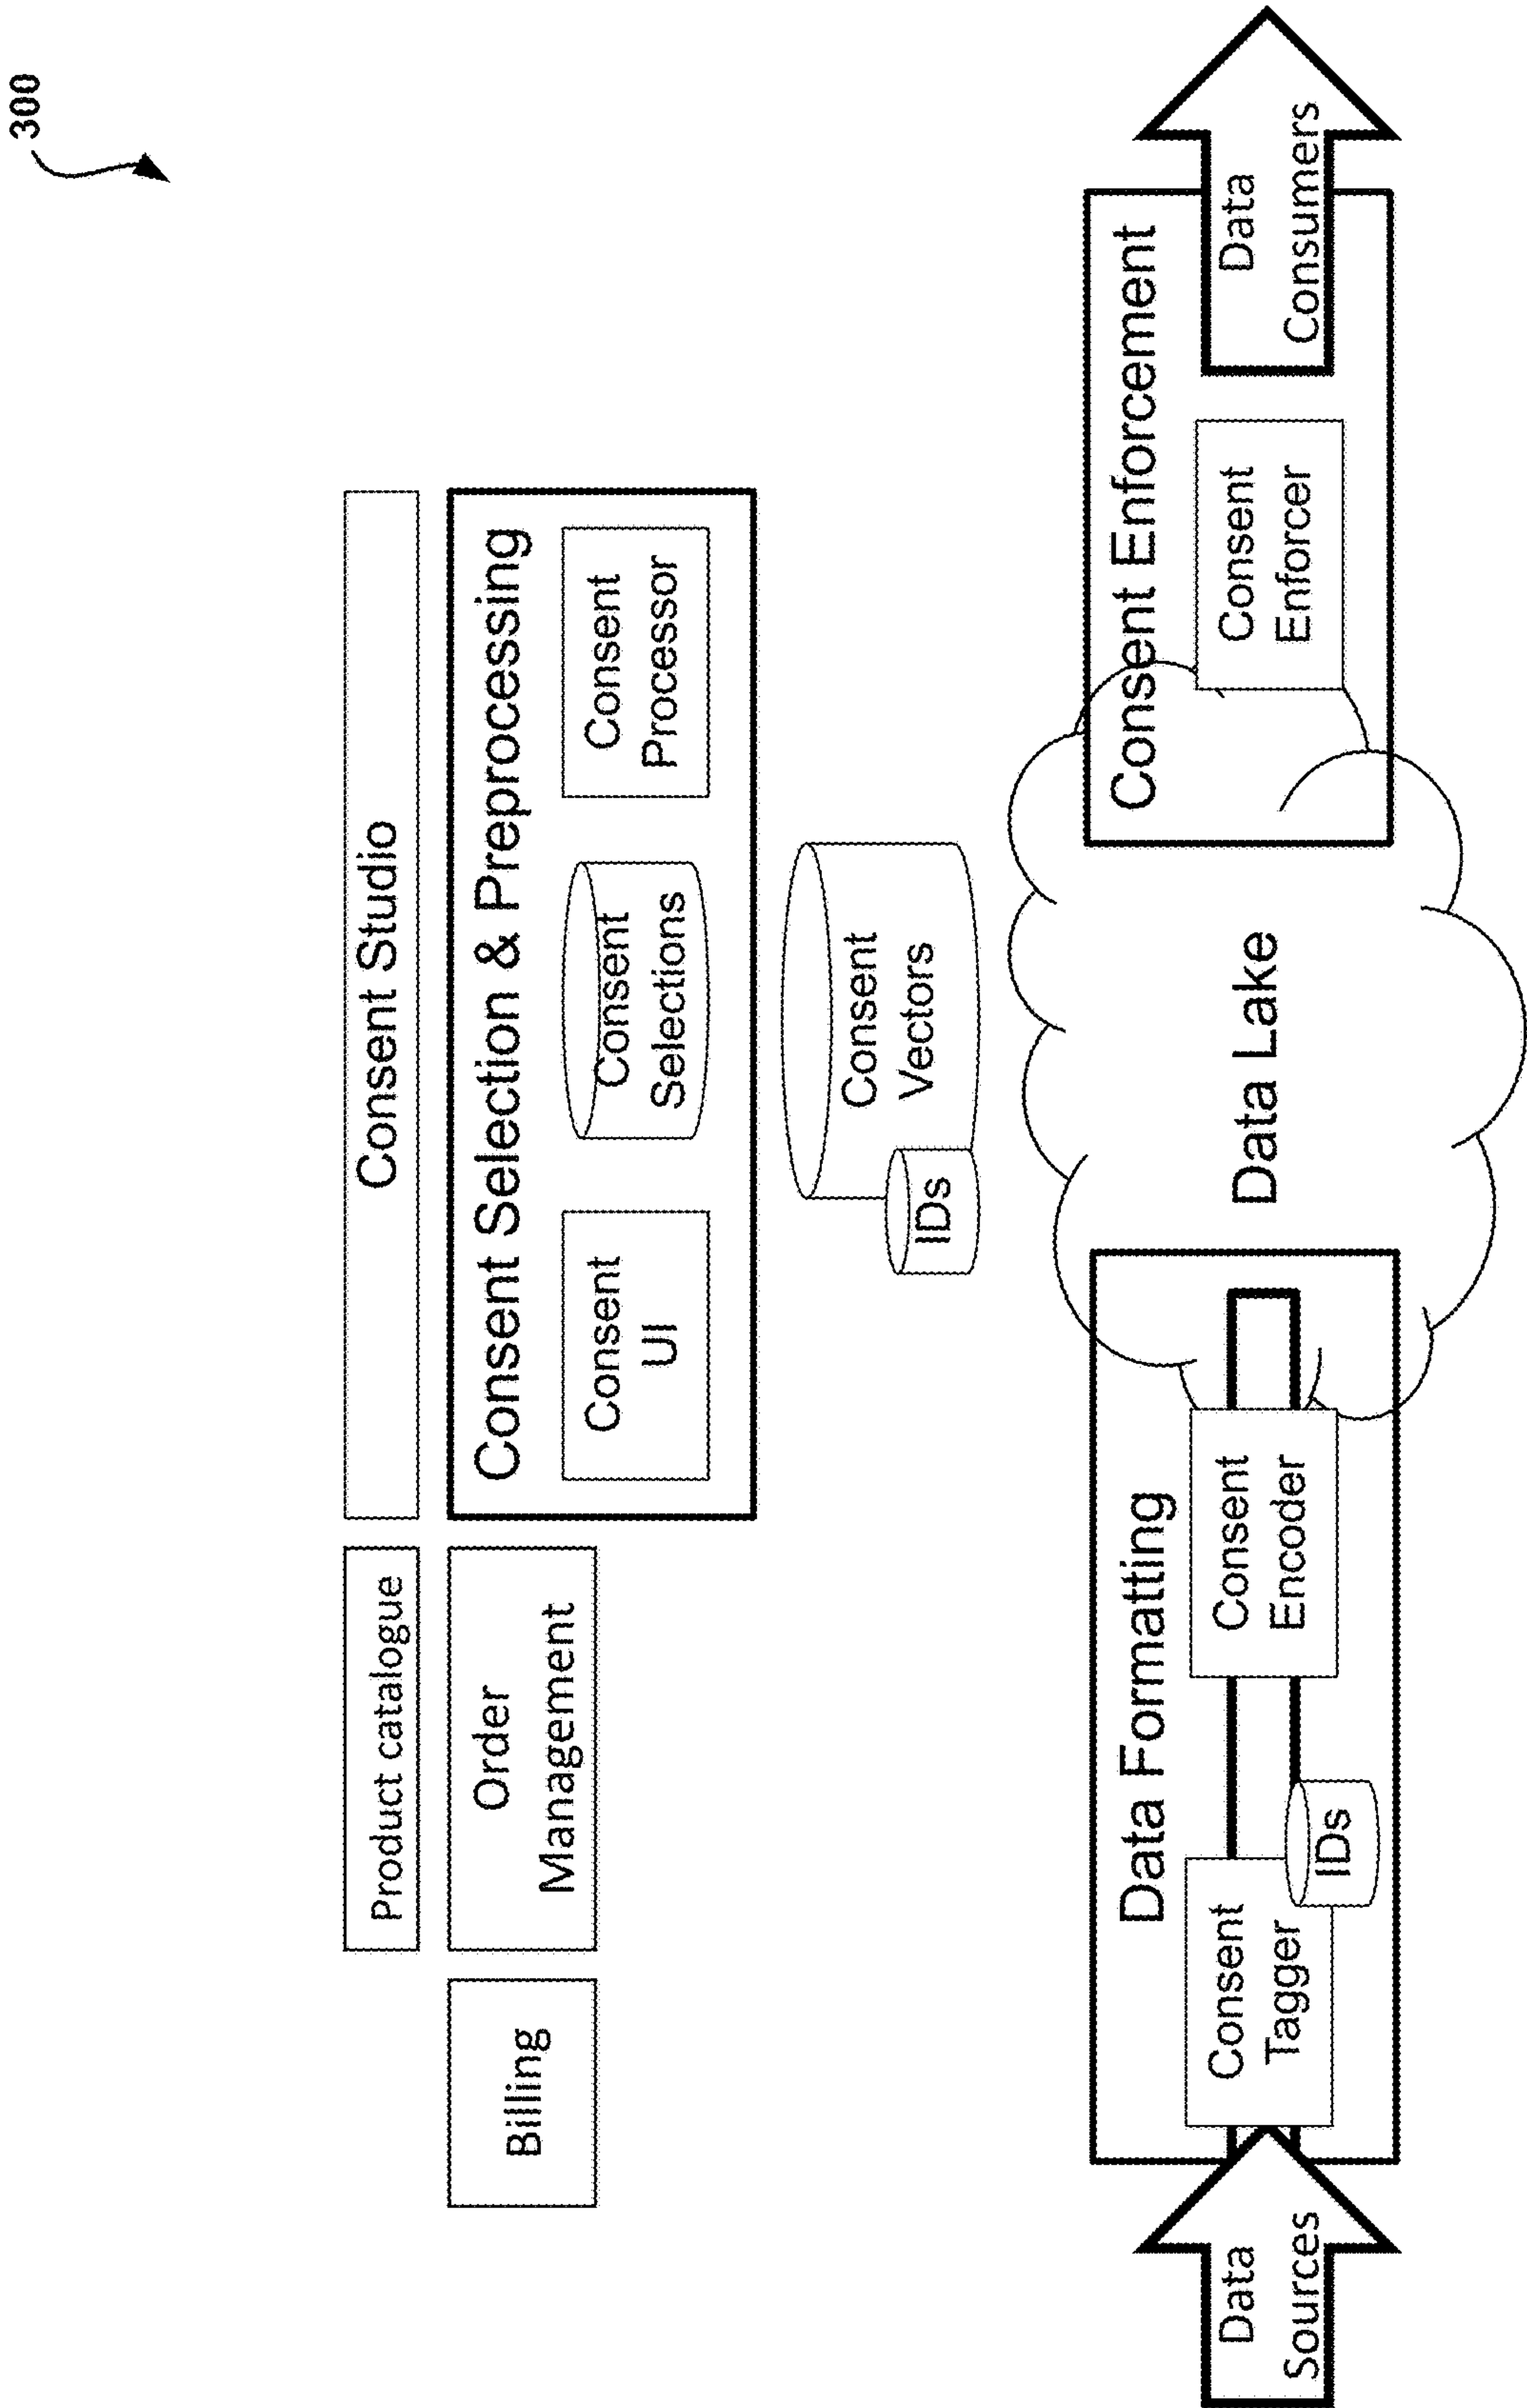 300
Product catalogue
Consent Studio
Billing
Order
Management
Consent Selection & Preprocessing
Consent
UI
Consent
Selections
Consent
Processor
IDs
Consent
Vectors
Data
Sources
Data Formatting
Consent
Tagger
IDs
Consent
Encoder
Data Lake
Consent Enforcement
Consent
Enforcer
Data
Consumers